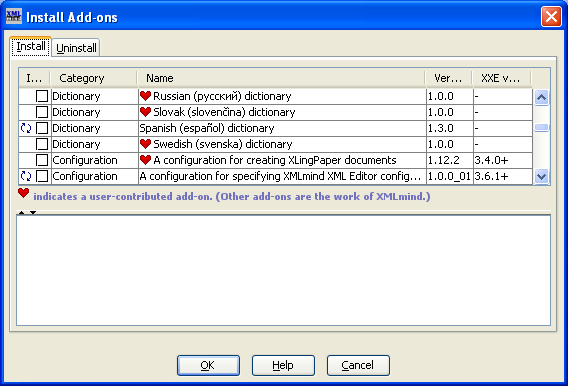 XML
Install Add-ons
Install Uninstall
I... Category Name Ver... XXE v...
Dictionary Russian (русский) dictionary 1.0.0 -
Dictionary Slovak (slovenčina) dictionary 1.0.0 -
Dictionary Spanish (español) dictionary 1.3.0 -
Dictionary Swedish (svenska) dictionary 1.0.0 -
Configuration A configuration for creating XLingPaper documents 1.12.2 3.4.0+
Configuration A configuration for specifying XMLmind XML Editor config... 1.0.0_01 3.6.1+
indicates a user-contributed add-on. (Other add-ons are the work of XMLmind.)
OK Help Cancel